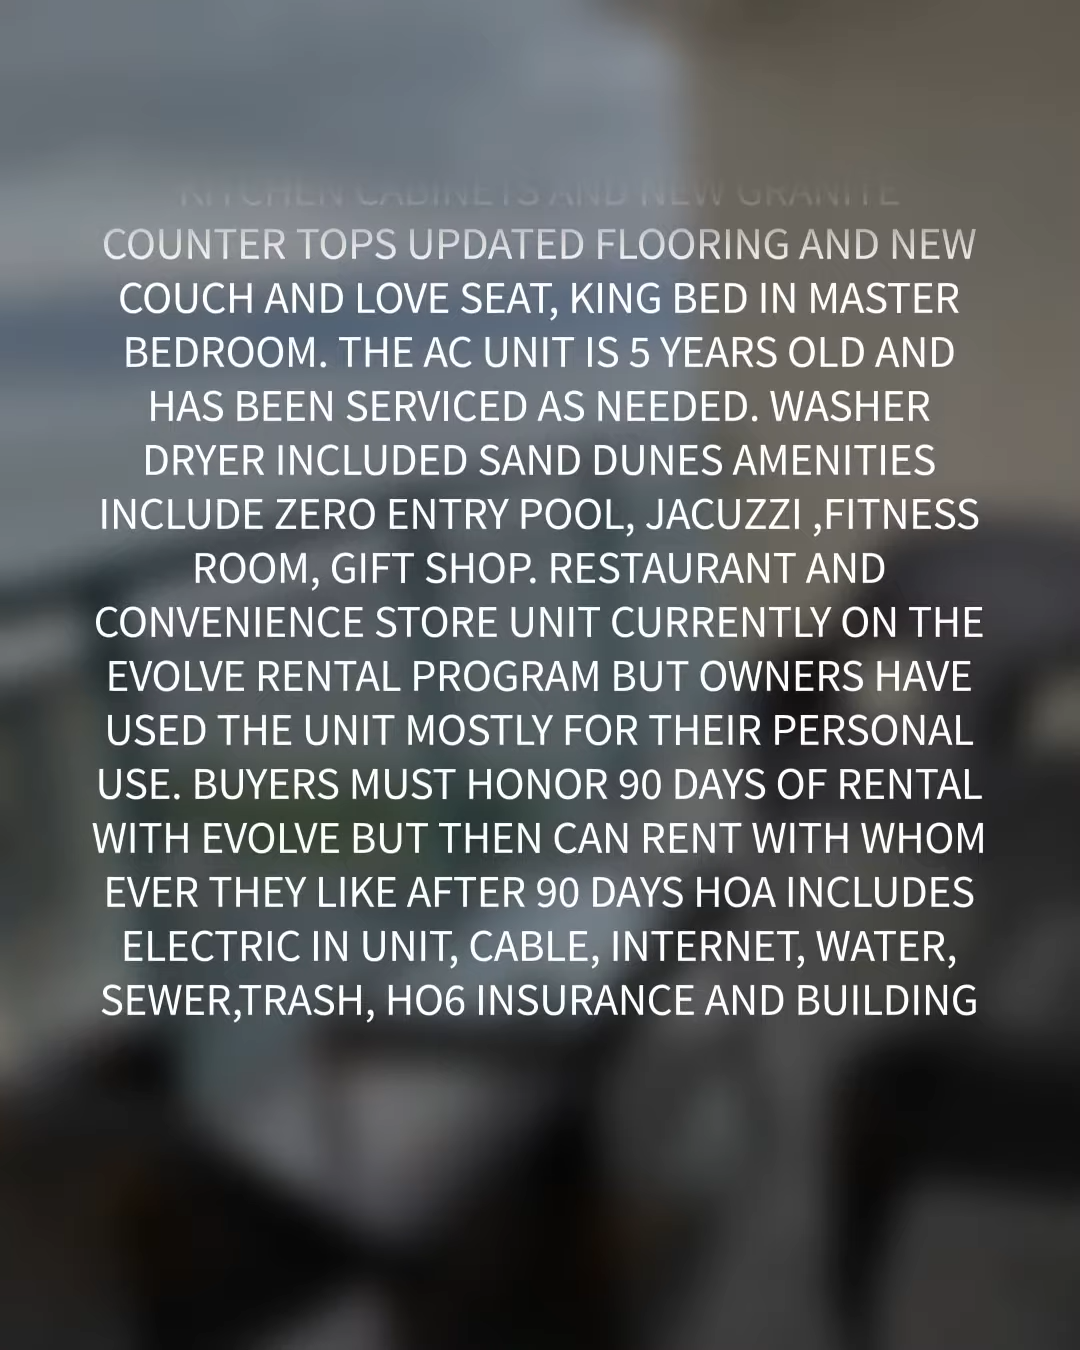 KITCHEN CABINETS AND NEW GRANITE
COUNTER TOPS UPDATED FLOORING AND NEW
COUCH AND LOVE SEAT, KING BED IN MASTER
BEDROOM. THE AC UNIT IS 5 YEARS OLD AND
HAS BEEN SERVICED AS NEEDED. WASHER
DRYER INCLUDED SAND DUNES AMENITIES
INCLUDE ZERO ENTRY POOL, JACUZZI ,FITNESS
ROOM, GIFT SHOP. RESTAURANT AND
CONVENIENCE STORE UNIT CURRENTLY ON THE
EVOLVE RENTAL PROGRAM BUT OWNERS HAVE
USED THE UNIT MOSTLY FOR THEIR PERSONAL
USE. BUYERS MUST HONOR 90 DAYS OF RENTAL
WITH EVOLVE BUT THEN CAN RENT WITH WHOM
EVER THEY LIKE AFTER 90 DAYS HOA INCLUDES
ELECTRIC IN UNIT, CABLE, INTERNET, WATER,
SEWER,TRASH, HO6 INSURANCE AND BUILDING